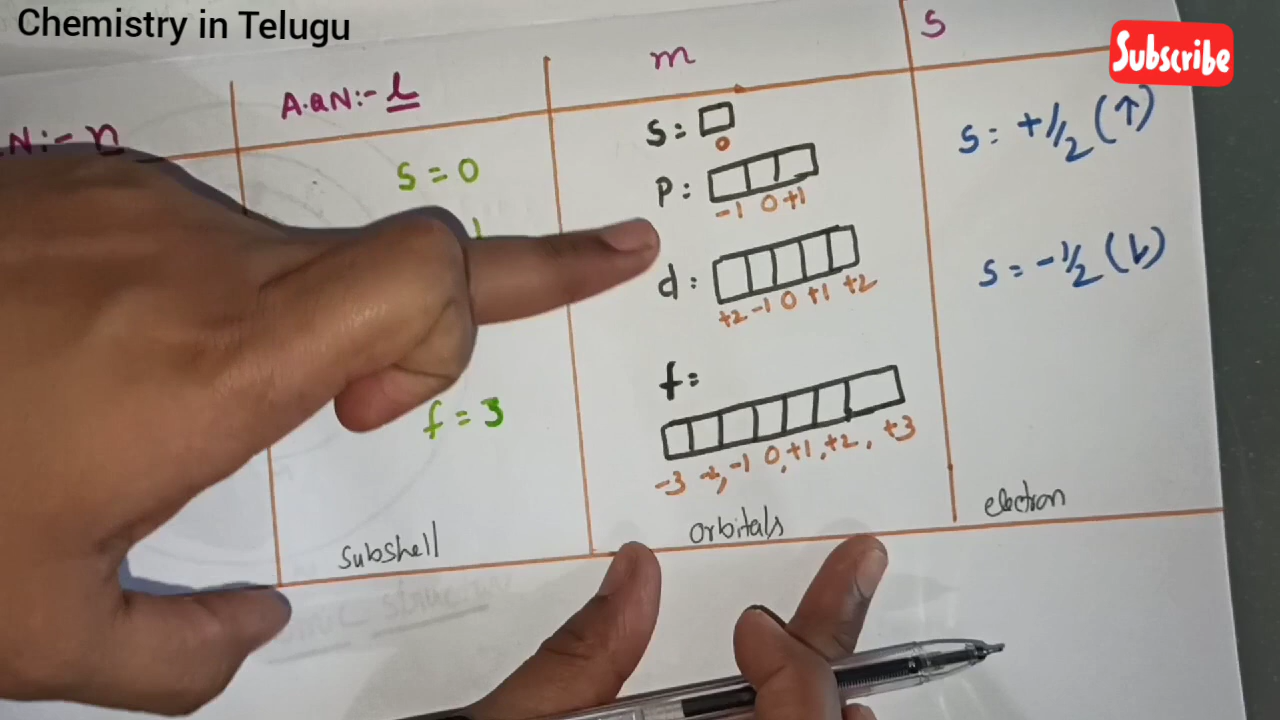 Chemistry in Telugu
Subscribe
N:- n
A.QN:- l
m
S
S = 0
f = 3
Subshell
S =
0
P :
-1 0 +1
d :
+2 -1 0 +1 +2
f =
-3 -1 0, +1, +2, +3
orbitals
S = +1/2 (↑)
S = -1/2
electron